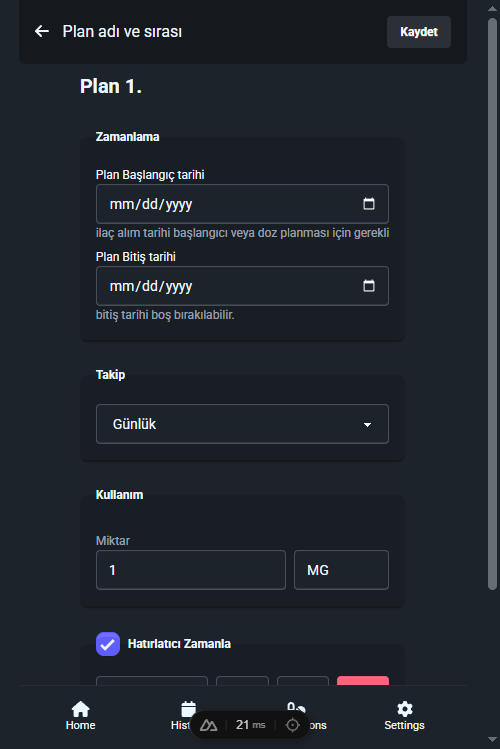 Plan adı ve sırası
Kaydet
Plan 1.
Zamanlama
Plan Başlangıç tarihi
mm/dd/yyyy
ilaç alım tarihi başlangıcı veya doz planması için gerekli
Plan Bitiş tarihi
mm/dd/yyyy
bitiş tarihi boş bırakılabilir.
Takip
Günlük
Kullanım
Miktar
1 MG
Hatırlatıcı Zamanla
Home Settings
21 ms